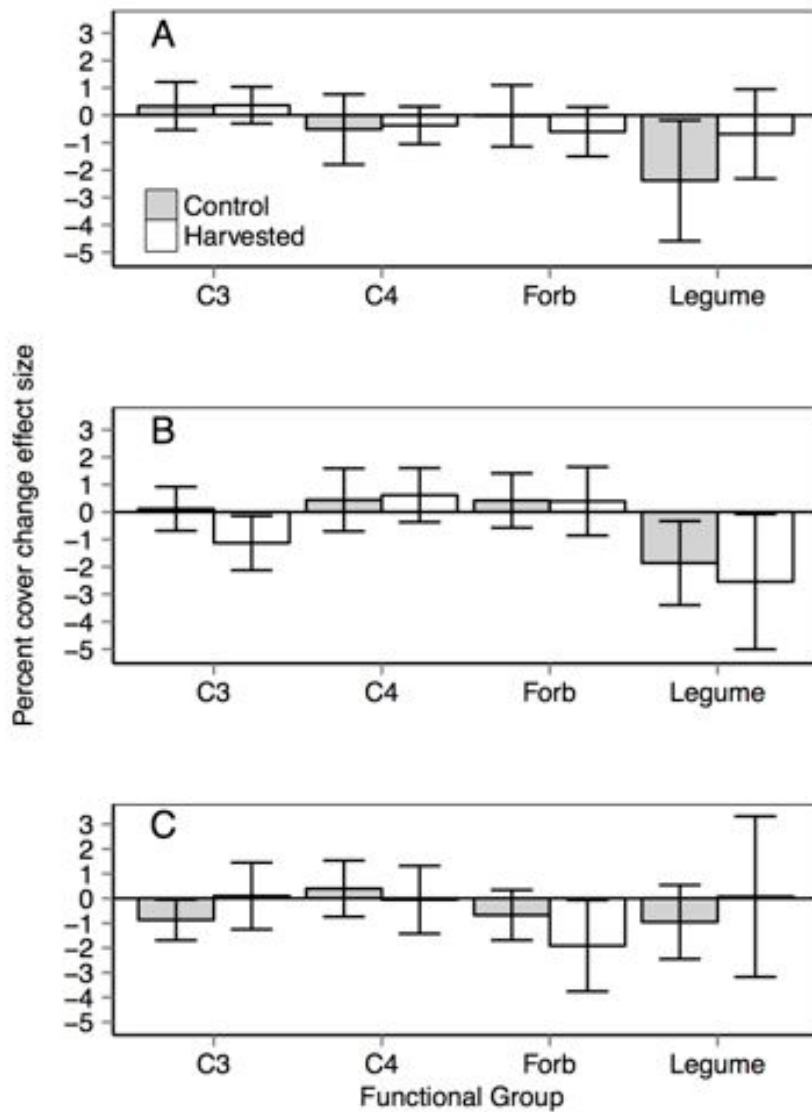 Percent cover change effect size
A
3
2
1
0
−1
−2
−3
−4
−5
Control
Harvested
C3 C4 Forb Legume
B
3
2
1
0
−1
−2
−3
−4
−5
C3 C4 Forb Legume
C
3
2
1
0
−1
−2
−3
−4
−5
C3 C4 Forb Legume
Functional Group